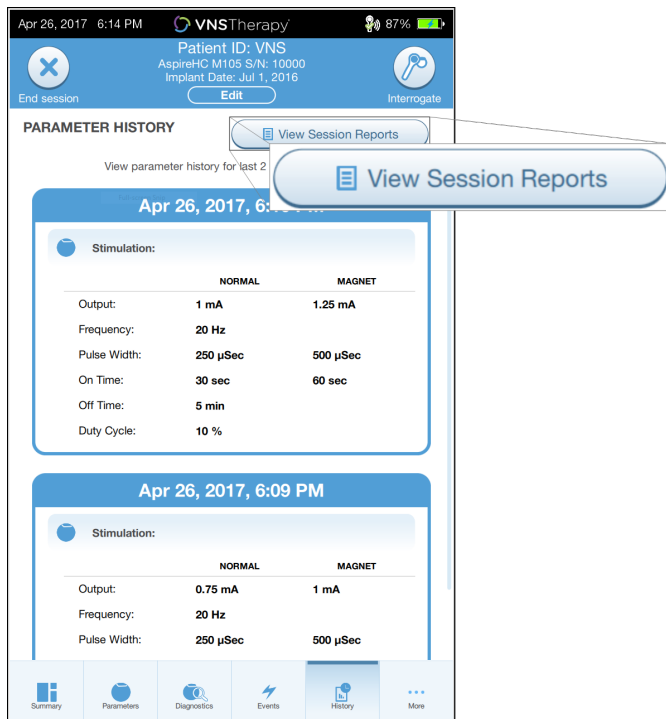 Apr 26, 2017 6:14 PM VNSTherapy 87%
Patient ID: VNS
AspireHC M105 S/N: 10000
Implant Date: Jul 1, 2016
End session Edit Interrogate
PARAMETER HISTORY View Session Reports
View parameter history for last 2
View Session Reports
Apr 26, 2017, 6:
Stimulation:
NORMAL MAGNET
Output: 1 mA 1.25 mA
Frequency: 20 Hz
Pulse Width: 250 µSec 500 µSec
On Time: 30 sec 60 sec
Off Time: 5 min
Duty Cycle: 10 %
Apr 26, 2017, 6:09 PM
Stimulation:
NORMAL MAGNET
Output: 0.75 mA 1 mA
Frequency: 20 Hz
Pulse Width: 250 µSec 500 µSec
Summary Parameters Diagnostics Events History More